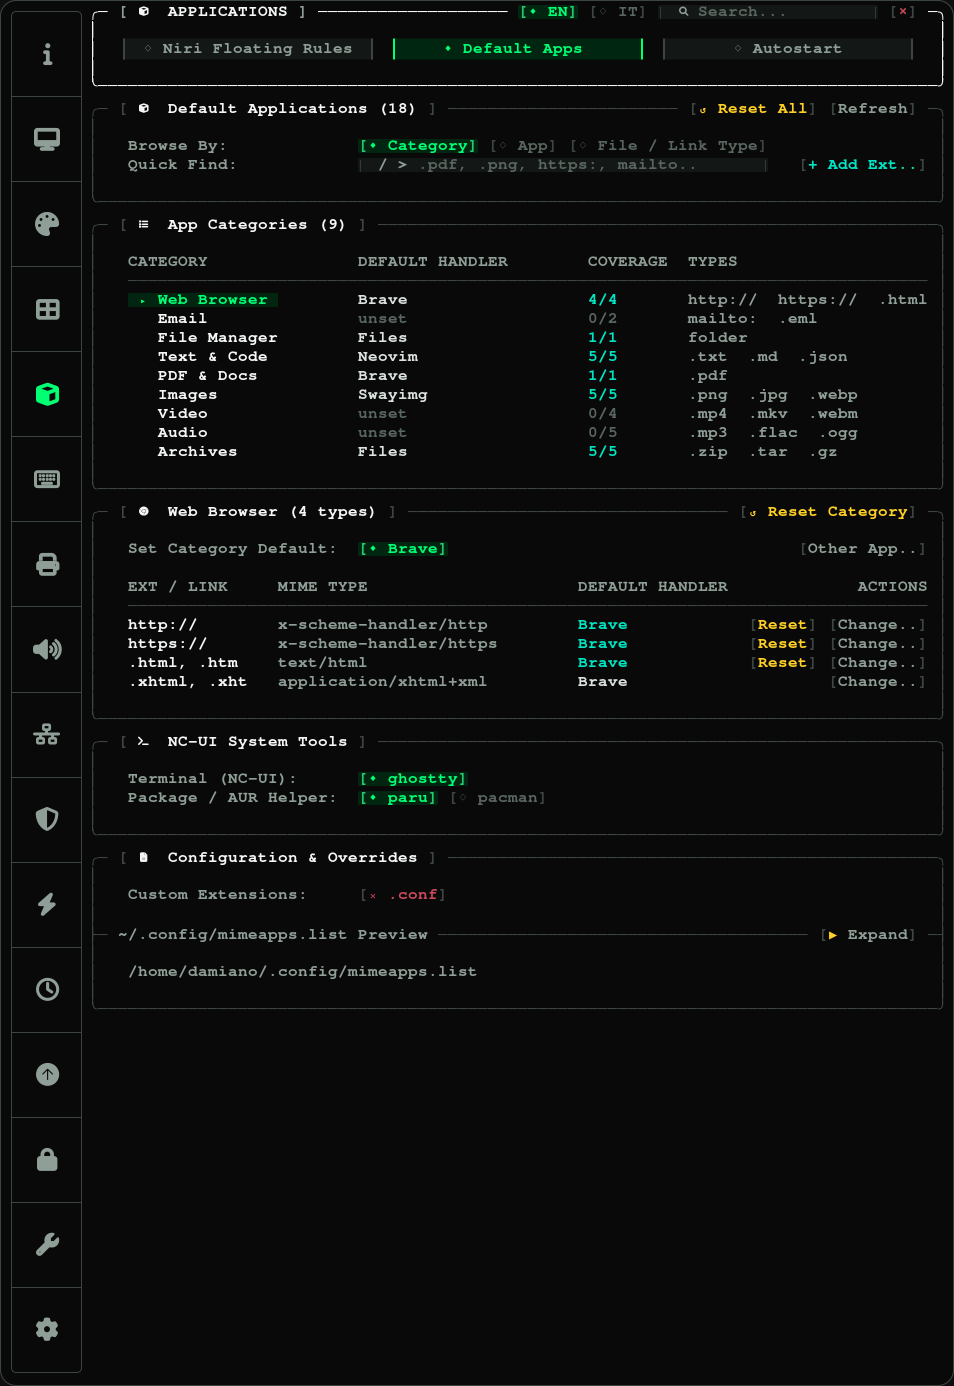 [ APPLICATIONS ] [♦ EN] [♢ IT] Search... [×]
♢ Niri Floating Rules ♦ Default Apps ♢ Autostart
[ Default Applications (18) ] [↺ Reset All] [Refresh]
Browse By: [♦ Category] [♢ App] [♢ File / Link Type]
Quick Find: / > .pdf, .png, https:, mailto.. [+ Add Ext..]
[ App Categories (9) ]
CATEGORY DEFAULT HANDLER COVERAGE TYPES
▸ Web Browser Brave 4/4 http:// https:// .html
Email unset 0/2 mailto: .eml
File Manager Files 1/1 folder
Text & Code Neovim 5/5 .txt .md .json
PDF & Docs Brave 1/1 .pdf
Images Swayimg 5/5 .png .jpg .webp
Video unset 0/4 .mp4 .mkv .webm
Audio unset 0/5 .mp3 .flac .ogg
Archives Files 5/5 .zip .tar .gz
[ Web Browser (4 types) ] [↺ Reset Category]
Set Category Default: [♦ Brave] [Other App..]
EXT / LINK MIME TYPE DEFAULT HANDLER ACTIONS
http:// x-scheme-handler/http Brave [Reset] [Change..]
https:// x-scheme-handler/https Brave [Reset] [Change..]
.html, .htm text/html Brave [Reset] [Change..]
.xhtml, .xht application/xhtml+xml Brave [Change..]
[ NC-UI System Tools ]
Terminal (NC-UI): [♦ ghostty]
Package / AUR Helper: [♦ paru] [♢ pacman]
[ Configuration & Overrides ]
Custom Extensions: [× .conf]
~/.config/mimeapps.list Preview [▶ Expand]
/home/damiano/.config/mimeapps.list